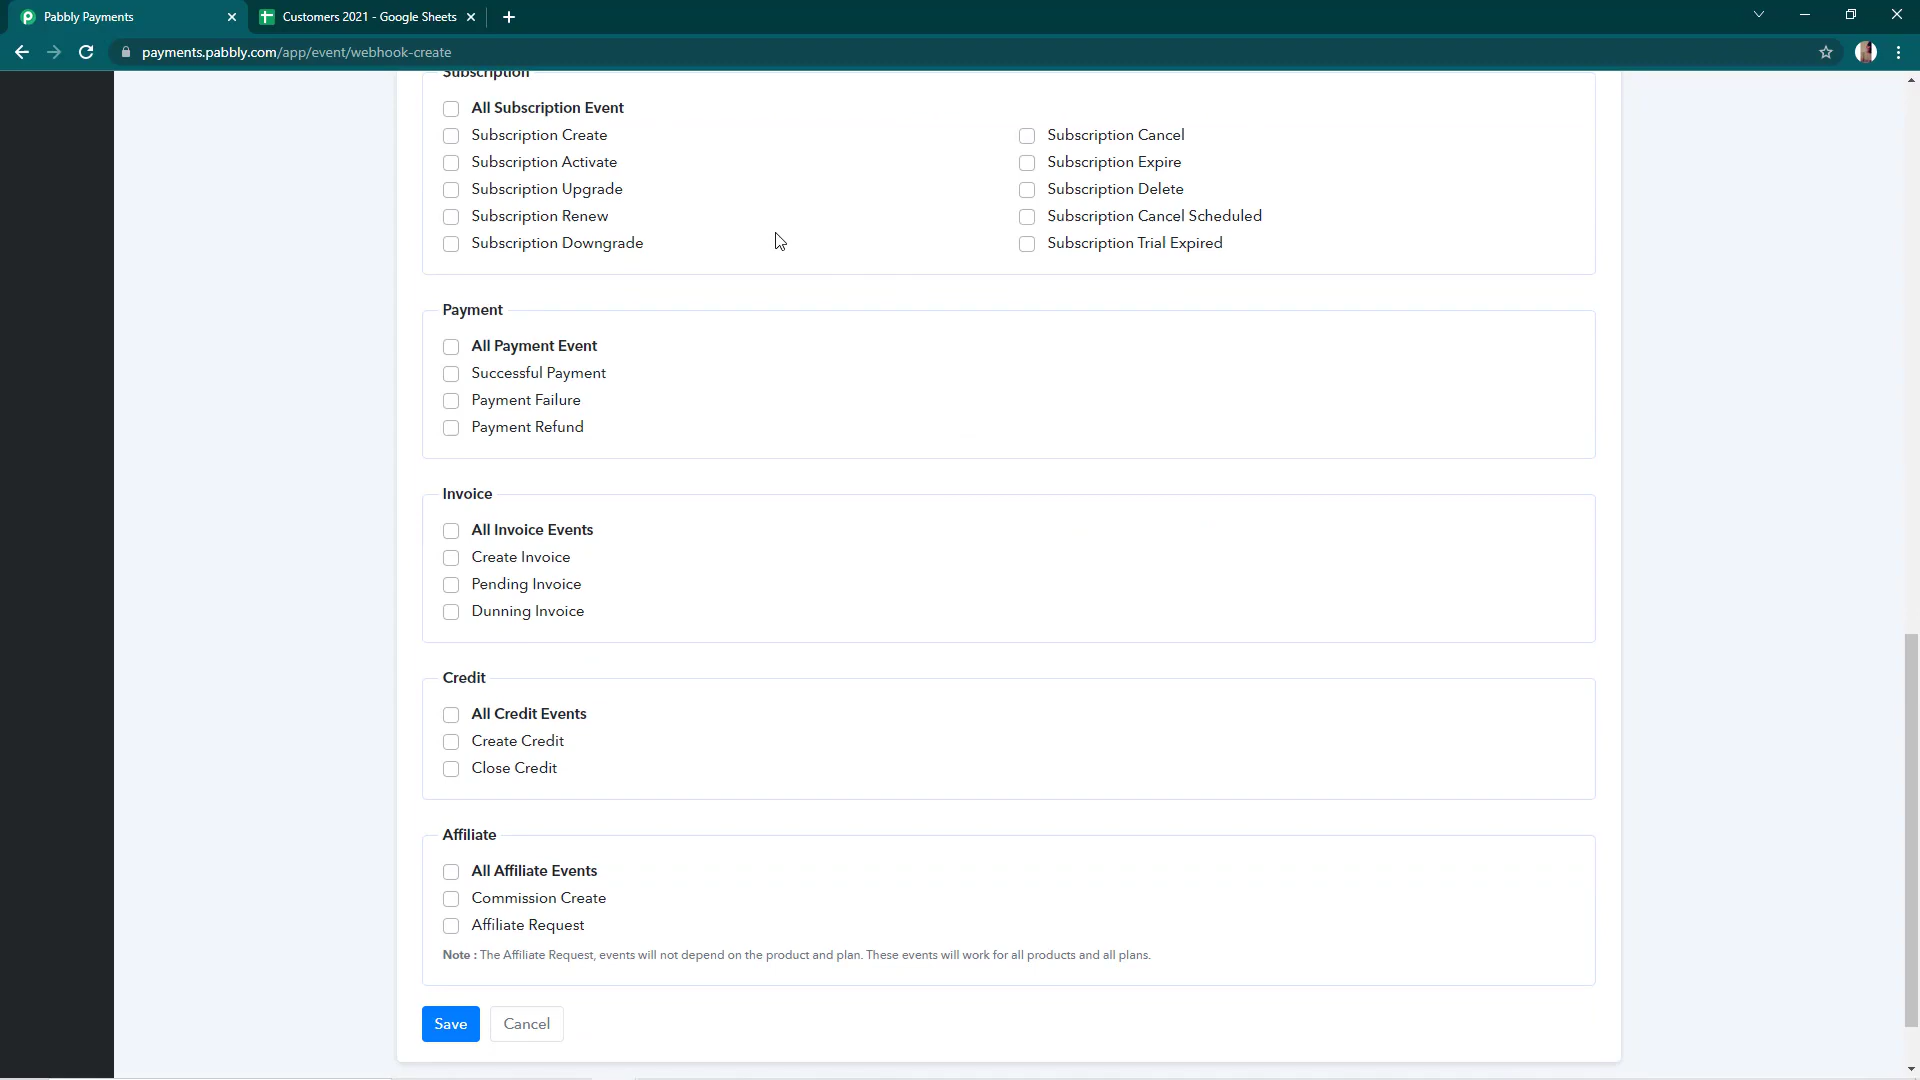 Pabbly Payments
Customers 2021 - Google Sheets
payments.pabbly.com/app/event/webhook-create
Subscription
All Subscription Event
Subscription Create
Subscription Cancel
Subscription Activate
Subscription Expire
Subscription Upgrade
Subscription Delete
Subscription Renew
Subscription Cancel Scheduled
Subscription Downgrade
Subscription Trial Expired
Payment
All Payment Event
Successful Payment
Payment Failure
Payment Refund
Invoice
All Invoice Events
Create Invoice
Pending Invoice
Dunning Invoice
Credit
All Credit Events
Create Credit
Close Credit
Affiliate
All Affiliate Events
Commission Create
Affiliate Request
Note : The Affiliate Request, events will not depend on the product and plan. These events will work for all products and all plans.
Save
Cancel